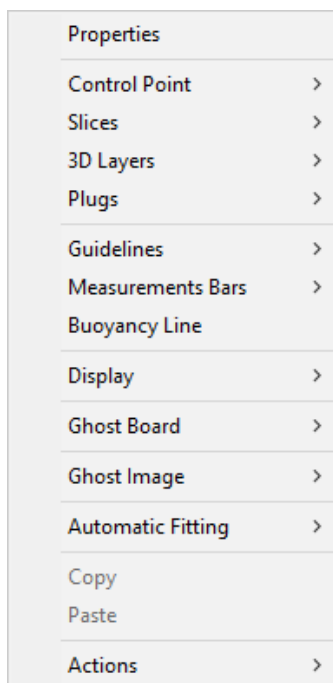 Properties
Control Point
Slices
3D Layers
Plugs
Guidelines
Measurements Bars
Buoyancy Line
Display
Ghost Board
Ghost Image
Automatic Fitting
Copy
Paste
Actions